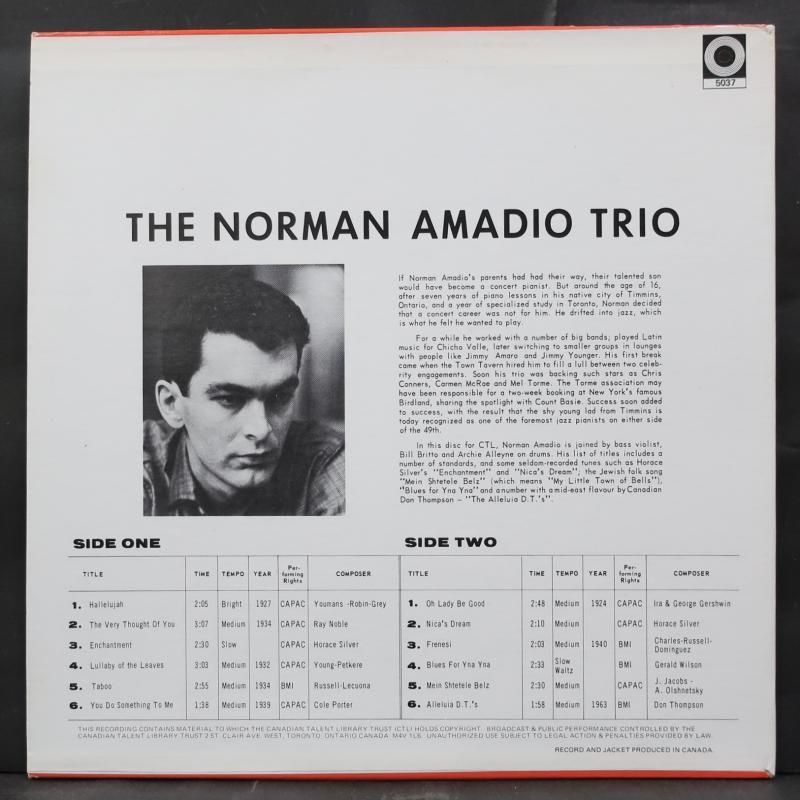 5037
THE NORMAN AMADIO TRIO
If Norman Amadio's parents had had their way, their talented son
would have become a concert pianist. But around the age of 16,
after seven years of piano lessons in his native city of Timmins,
Ontario, and a year of specialized study in Toronto, Norman decided
that a concert career was not for him. He drifted into jazz, which
is what he felt he wanted to play.
For a while he worked with a number of big bands; played Latin
music for Chicho Valle, later switching to smaller groups in lounges
with people like Jimmy Amaro and Jimmy Younger. His first break
came when the Town Tavern hired him to fill a lull between two celeb-
rity engagements. Soon his trio was backing such stars as Chris
Conners, Carmen McRae and Mel Torme. The Torme association may
have been responsible for a two-week booking at New York's famous
Birdland, sharing the spotlight with Count Basie. Success soon added
to success, with the result that the shy young lad from Timmins is
today recognized as one of the foremost jazz pianists on either side
of the 49th.
In this disc for CTL, Norman Amadio is joined by bass violist,
Bill Britto and Archie Alleyne on drums. His list of titles includes a
number of standards, and some seldom-recorded tunes such as Horace
Silver's "Enchantment" and "Nica's Dream"; the Jewish folk song
"Mein Shtetele Belz" (which means "My Little Town of Bells"),
"Blues for Yna Yna" and a number with a mid-east flavour by Canadian
Don Thompson - "The Alleluia D.T.'s".
SIDE ONE
TITLE TIME TEMPO YEAR Per-forming Rights COMPOSER
1. Hallelujah 2:05 Bright 1927 CAPAC Youmans -Robin-Grey
2. The Very Thought Of You 3:07 Medium 1934 CAPAC Ray Noble
3. Enchantment 2:30 Slow CAPAC Horace Silver
4. Lullaby of the Leaves 3:03 Medium 1932 CAPAC Young-Petkere
5. Taboo 2:55 Medium 1934 BMI Russell-Lecuona
6. You Do Something To Me 1:38 Medium 1939 CAPAC Cole Porter
SIDE TWO
TITLE TIME TEMPO YEAR Per-forming Rights COMPOSER
1. Oh Lady Be Good 2:48 Medium 1924 CAPAC Ira & George Gershwin
2. Nica's Dream 2:10 Medium CAPAC Horace Silver
3. Frenesi 2:03 Medium 1940 BMI Charles-Russell-Dominguez
4. Blues For Yna Yna 2:33 Slow Waltz BMI Gerald Wilson
5. Mein Shtetele Belz 2:30 Medium CAPAC J. Jacobs - A. Olshnetsky
6. Alleluia D.T.'s 1:58 Medium 1963 BMI Don Thompson
THIS RECORDING CONTAINS MATERIAL TO WHICH THE CANADIAN TALENT LIBRARY TRUST (CTL) HOLDS COPYRIGHT. BROADCAST & PUBLIC PERFORMANCE CONTROLLED BY THE
CANADIAN TALENT LIBRARY TRUST 2 ST. CLAIR AVE. WEST, TORONTO, ONTARIO CANADA M4V 1L6. UNAUTHORIZED USE SUBJECT TO LEGAL ACTION & PENALTIES PROVIDED BY LAW.
RECORD AND JACKET PRODUCED IN CANADA.